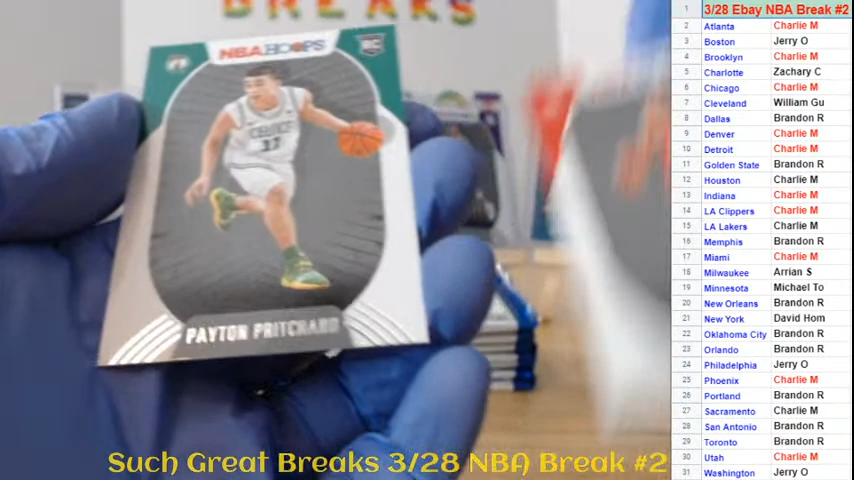 BREAKS
NBA HOOPS
RC
CELTICS
11
PAYTON PRITCHARD
Such Great Breaks 3/28 NBA Break #2
1 3/28 Ebay NBA Break #2
2 Atlanta Charlie M
3 Boston Jerry O
4 Brooklyn Charlie M
5 Charlotte Zachary C
6 Chicago Charlie M
7 Cleveland William Gu
8 Dallas Brandon R
9 Denver Charlie M
10 Detroit Charlie M
11 Golden State Brandon R
12 Houston Charlie M
13 Indiana Charlie M
14 LA Clippers Charlie M
15 LA Lakers Charlie M
16 Memphis Brandon R
17 Miami Charlie M
18 Milwaukee Arrian S
19 Minnesota Michael To
20 New Orleans Brandon R
21 New York David Hom
22 Oklahoma City Brandon R
23 Orlando Brandon R
24 Philadelphia Jerry O
25 Phoenix Charlie M
26 Portland Brandon R
27 Sacramento Charlie M
28 San Antonio Brandon R
29 Toronto Brandon R
30 Utah Charlie M
31 Washington Jerry O